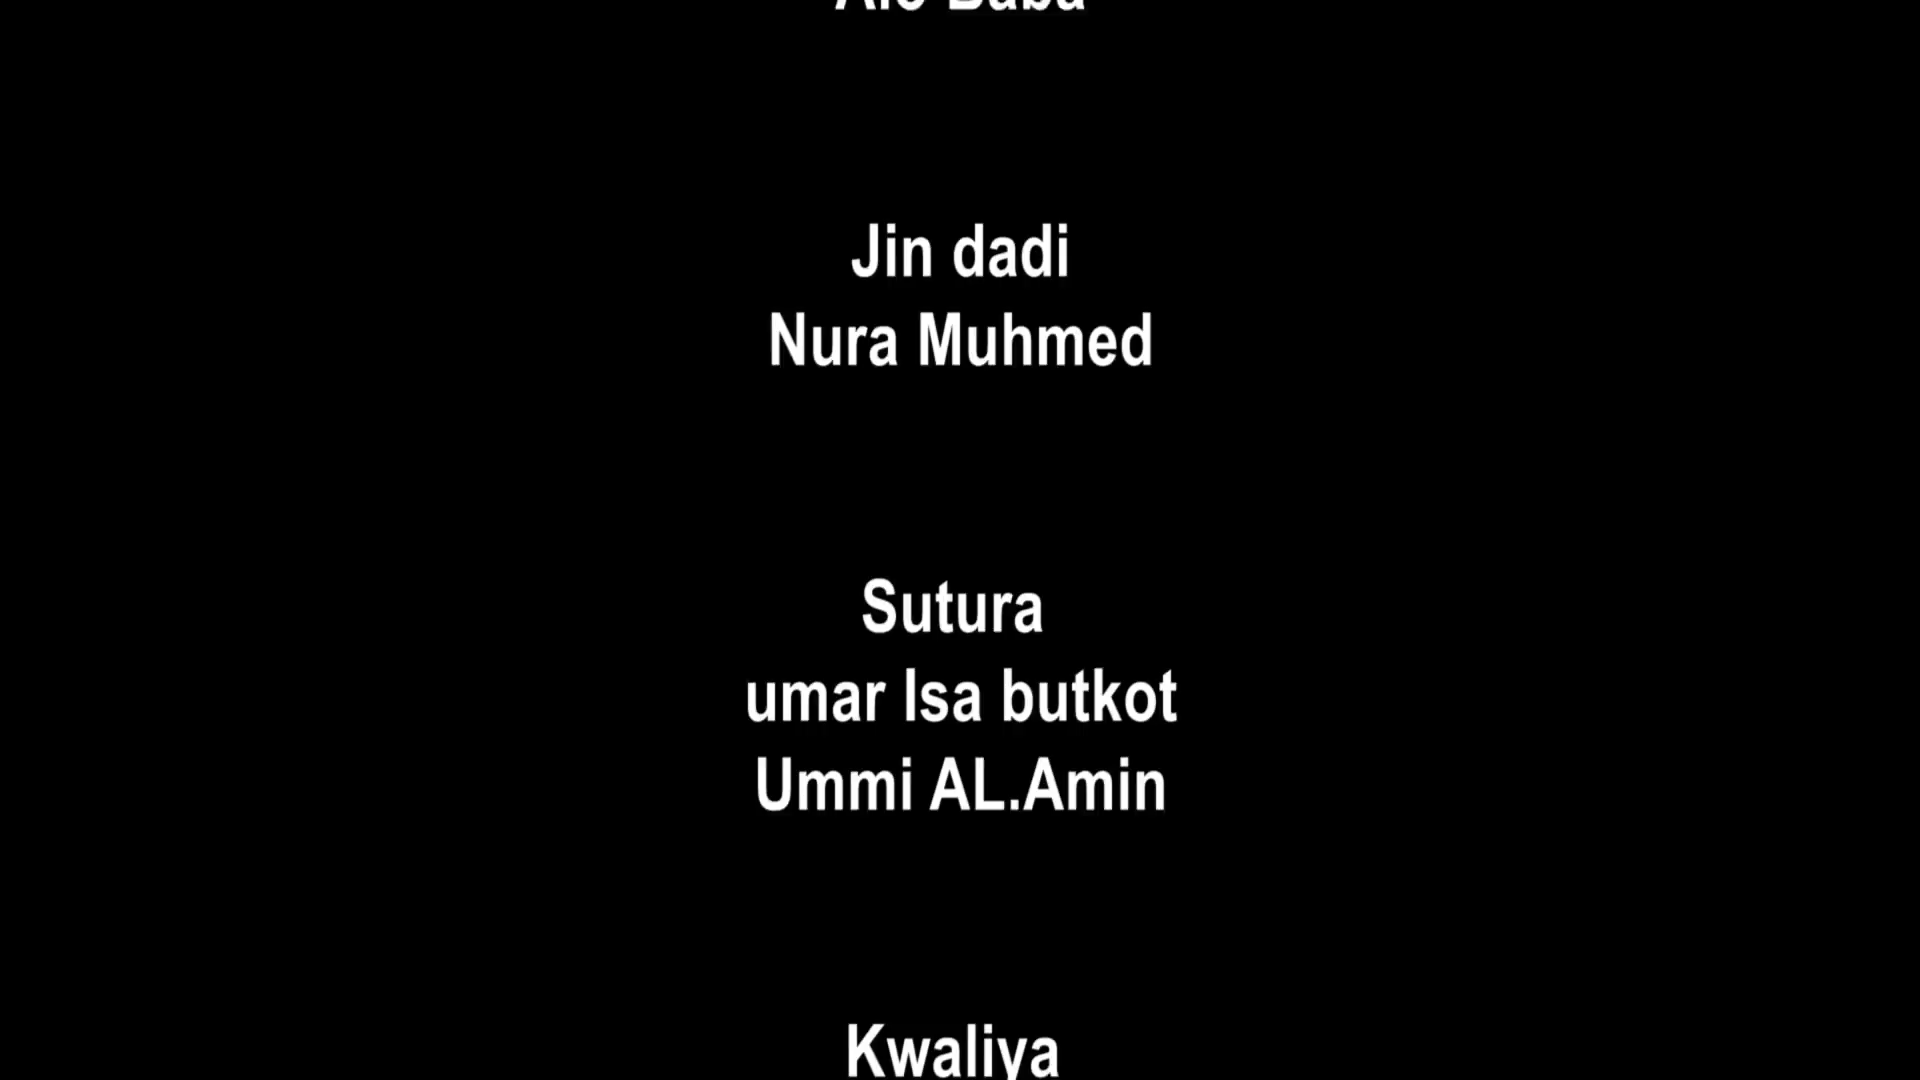 Jin dadi
Nura Muhmed
Sutura
umar Isa butkot
Ummi AL.Amin
Kwaliya